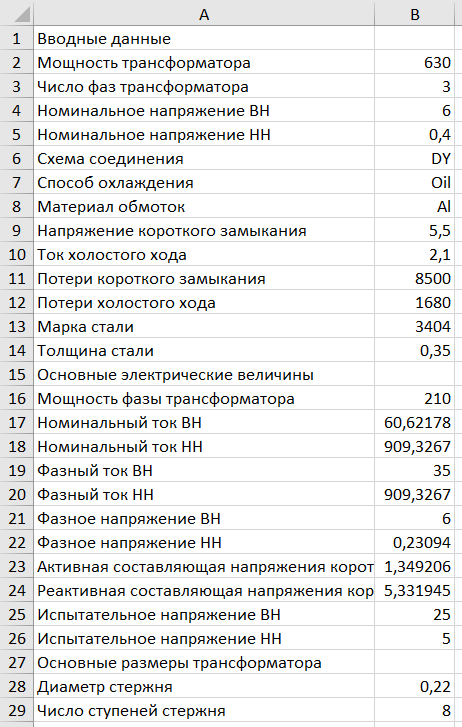 A B
1 Вводные данные
2 Мощность трансформатора 630
3 Число фаз трансформатора 3
4 Номинальное напряжение ВН 6
5 Номинальное напряжение НН 0,4
6 Схема соединения DY
7 Способ охлаждения Oil
8 Материал обмоток Al
9 Напряжение короткого замыкания 5,5
10 Ток холостого хода 2,1
11 Потери короткого замыкания 8500
12 Потери холостого хода 1680
13 Марка стали 3404
14 Толщина стали 0,35
15 Основные электрические величины
16 Мощность фазы трансформатора 210
17 Номинальный ток ВН 60,62178
18 Номинальный ток НН 909,3267
19 Фазный ток ВН 35
20 Фазный ток НН 909,3267
21 Фазное напряжение ВН 6
22 Фазное напряжение НН 0,23094
23 Активная составляющая напряжения корот 1,349206
24 Реактивная составляющая напряжения кор 5,331945
25 Испытательное напряжение ВН 25
26 Испытательное напряжение НН 5
27 Основные размеры трансформатора
28 Диаметр стержня 0,22
29 Число ступеней стержня 8